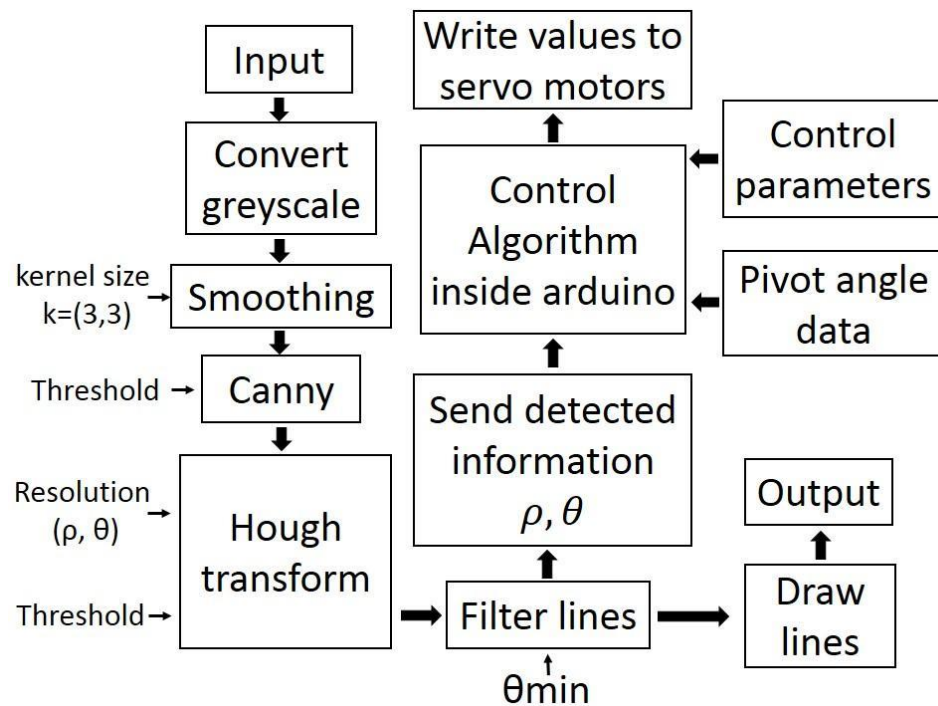 Input
Convert
greyscale
kernel size
k=(3,3)
Smoothing
Threshold
Canny
Resolution
(ρ, θ)
Threshold
Hough
transform
Filter lines
θmin
Send detected
information
ρ, θ
Control
Algorithm
inside arduino
Control
parameters
Pivot angle
data
Write values to
servo motors
Draw
lines
Output